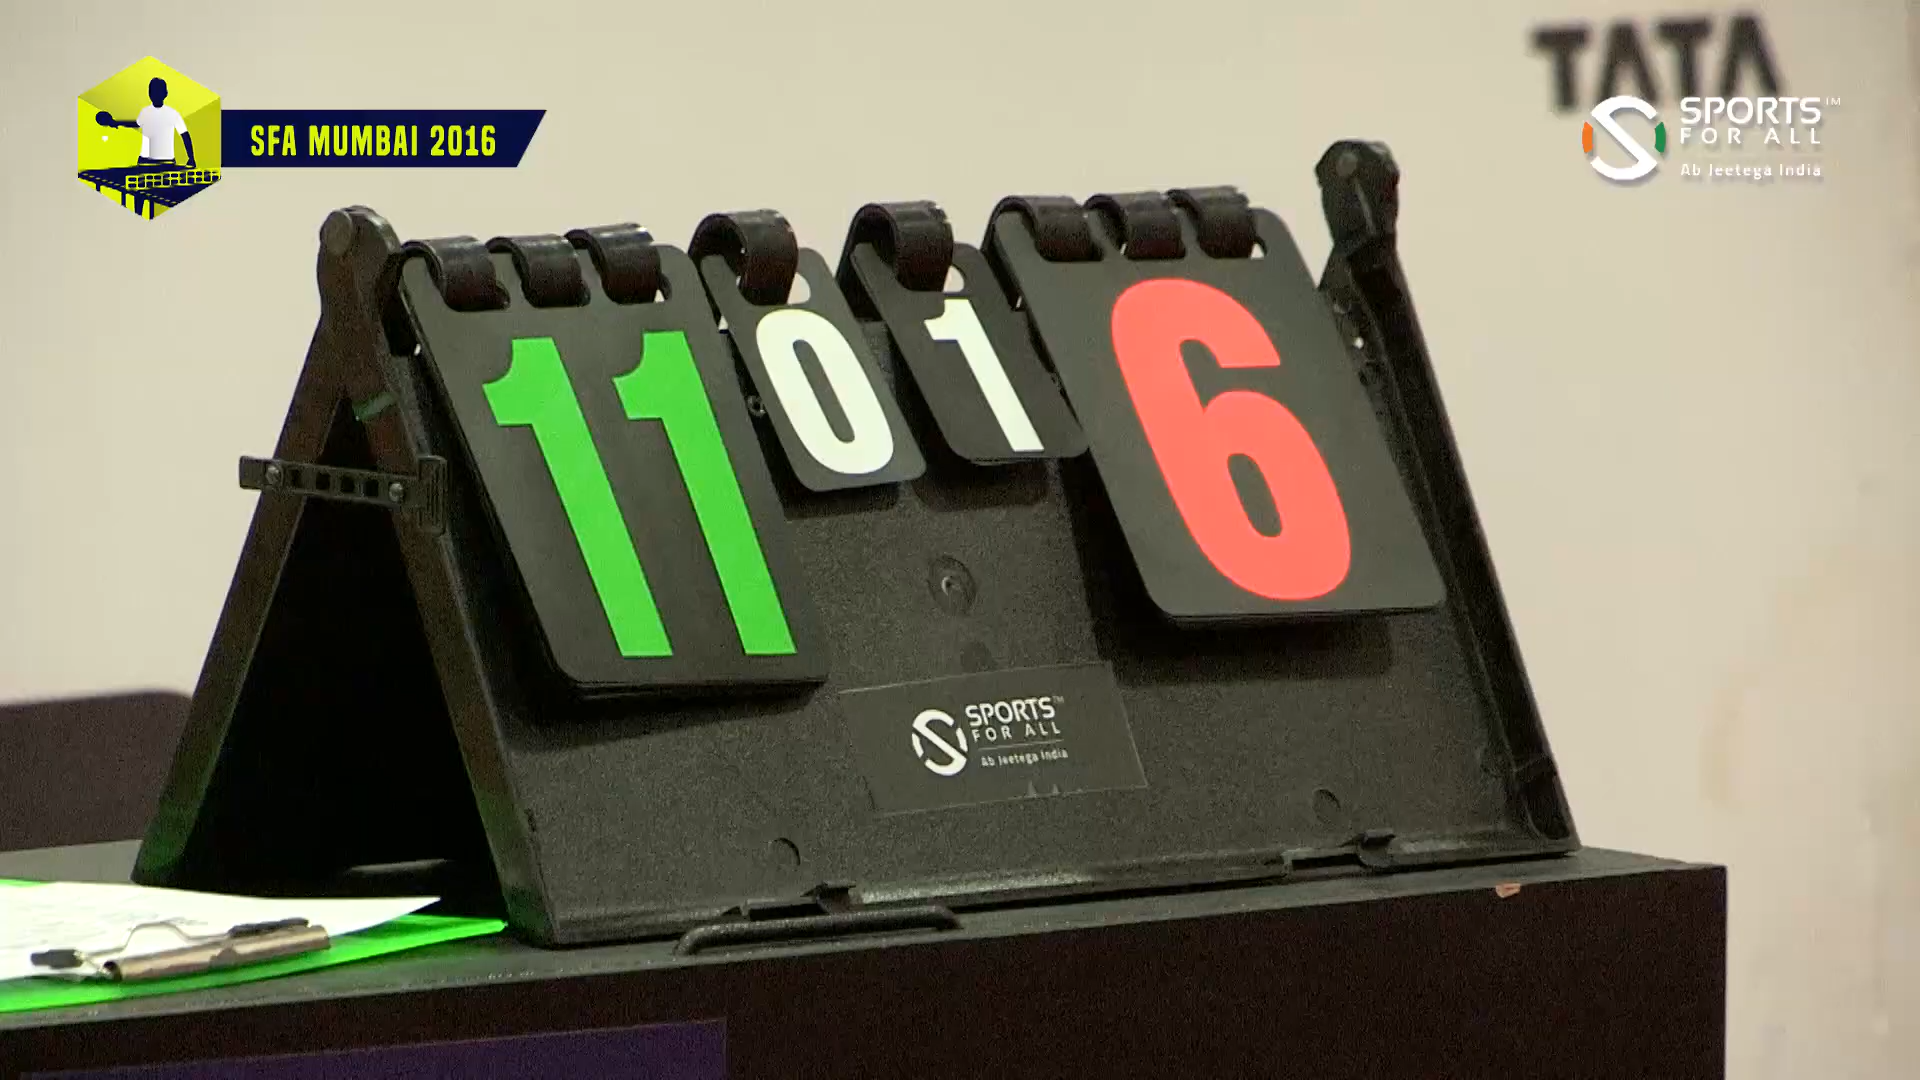 SFA MUMBAI 2016
TATA
SPORTS™
FOR ALL
Ab Jeetega India
11 0 1 6
SPORTS™
FOR ALL
Ab Jeetega India